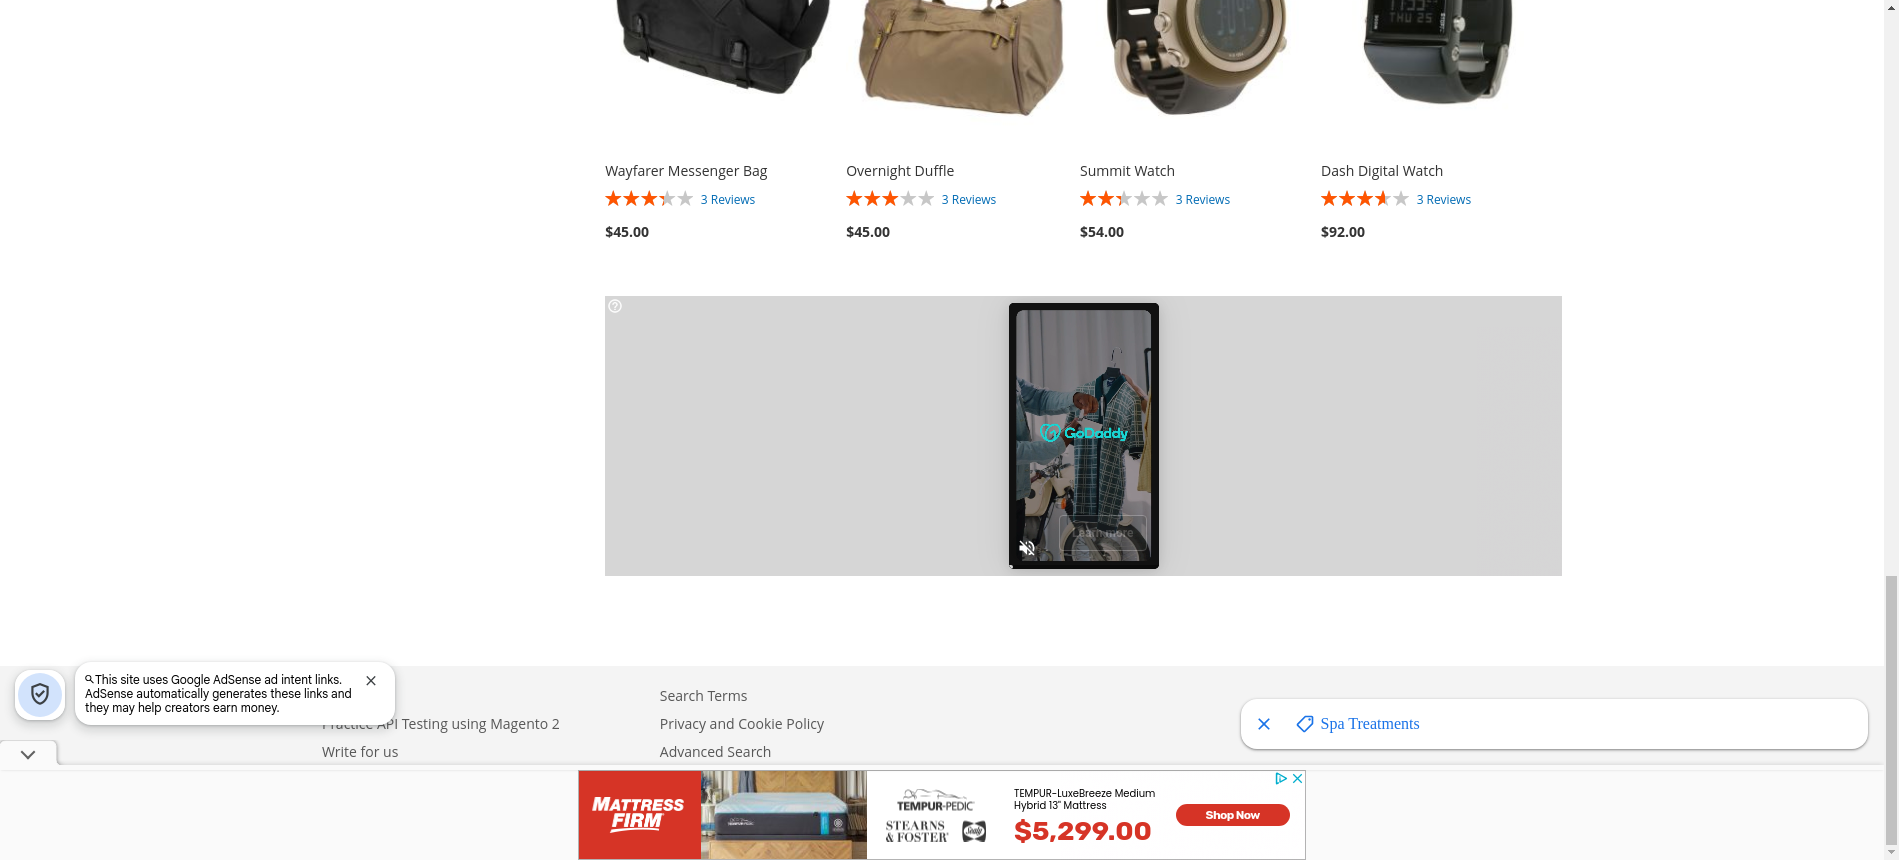 THU 25
Wayfarer Messenger Bag
Overnight Duffle
Summit Watch
Dash Digital Watch
3 Reviews
3 Reviews
3 Reviews
3 Reviews
$45.00
$45.00
$54.00
$92.00
GoDaddy
Learn more
This site uses Google AdSense ad intent links.
AdSense automatically generates these links and
they may help creators earn money.
Practice API Testing using Magento 2
Write for us
Search Terms
Privacy and Cookie Policy
Advanced Search
Spa Treatments
MATTRESS
FIRM
TEMPUR-PEDIC
STEARNS
& FOSTER
Sealy
TEMPUR-LuxeBreeze Medium
Hybrid 13" Mattress
$5,299.00
Shop Now